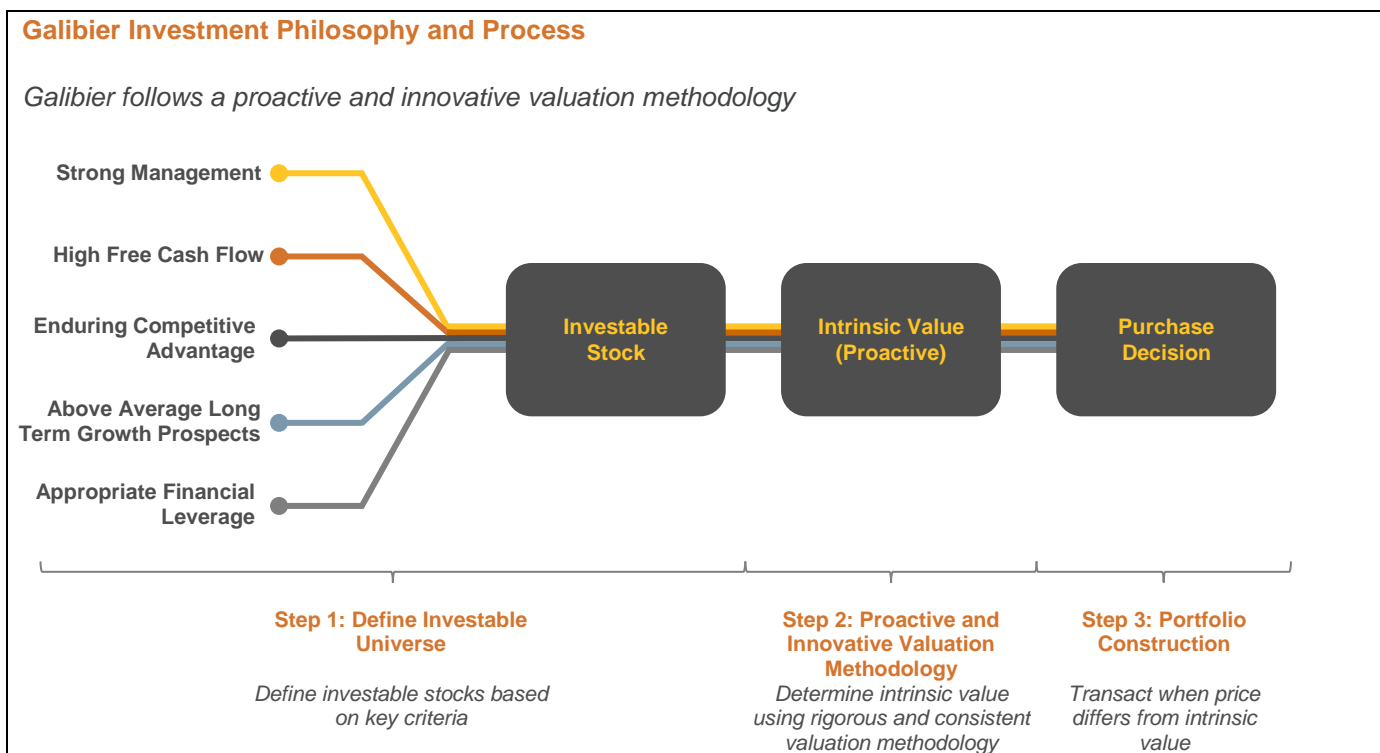 Galibier Investment Philosophy and Process
Galibier follows a proactive and innovative valuation methodology
Strong Management
High Free Cash Flow
Enduring Competitive
Advantage
Above Average Long
Term Growth Prospects
Appropriate Financial
Leverage
Investable
Stock
Intrinsic Value
(Proactive)
Purchase
Decision
Step 1: Define Investable
Universe
Define investable stocks based
on key criteria
Step 2: Proactive and
Innovative Valuation
Methodology
Determine intrinsic value
using rigorous and consistent
valuation methodology
Step 3: Portfolio
Construction
Transact when price
differs from intrinsic
value